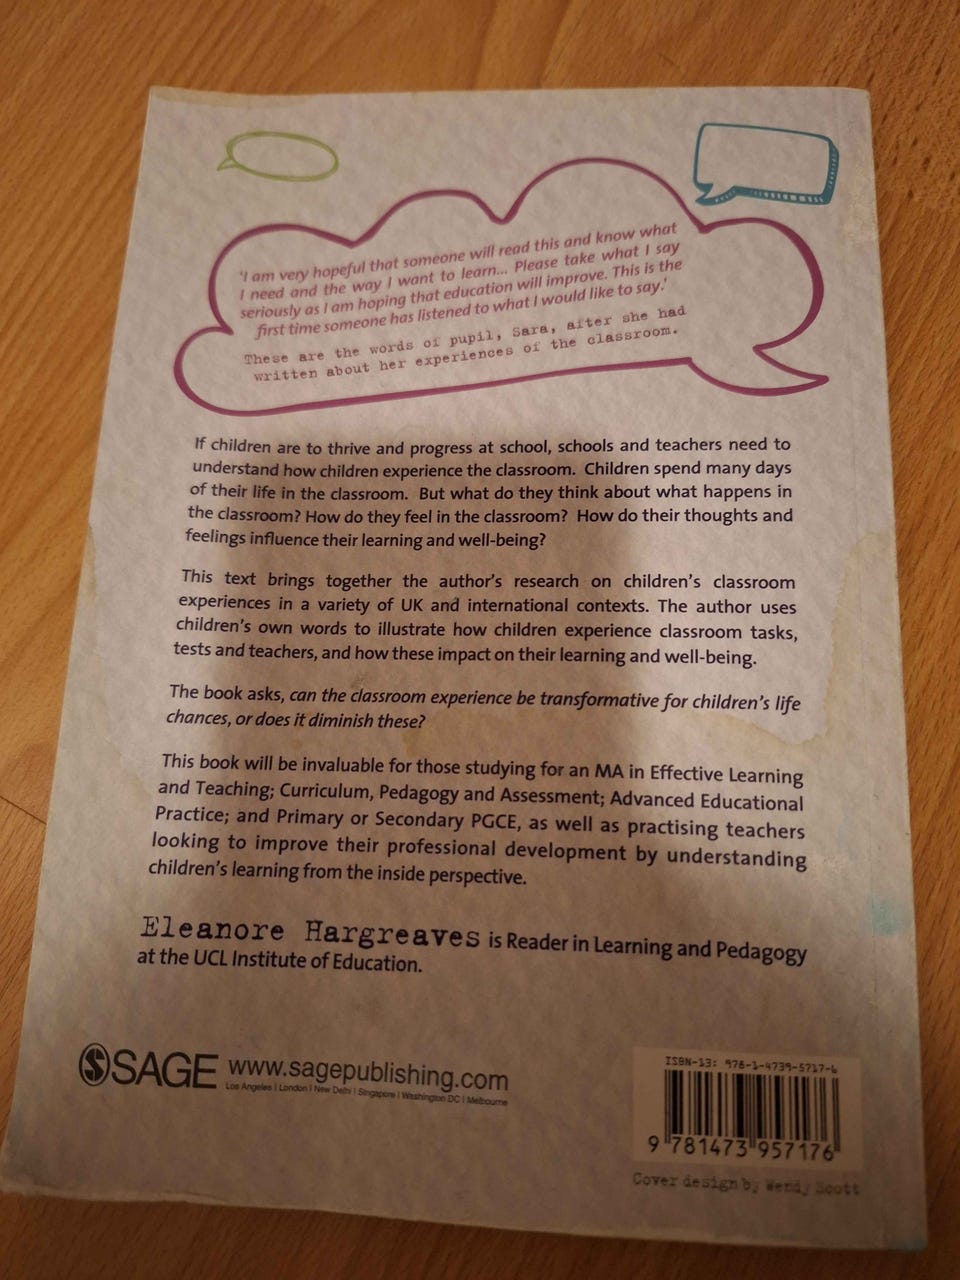 'I am very hopeful that someone will read this and know what
I need and the way I want to learn... Please take what I say
seriously as I am hoping that education will improve. This is the
first time someone has listened to what I would like to say.'
These are the words of pupil, Sara, after she had
written about her experiences of the classroom.
If children are to thrive and progress at school, schools and teachers need to
understand how children experience the classroom. Children spend many days
of their life in the classroom. But what do they think about what happens in
the classroom? How do they feel in the classroom? How do their thoughts and
feelings influence their learning and well-being?
This text brings together the author's research on children's classroom
experiences in a variety of UK and international contexts. The author uses
children's own words to illustrate how children experience classroom tasks,
tests and teachers, and how these impact on their learning and well-being.
The book asks, can the classroom experience be transformative for children's life
chances, or does it diminish these?
This book will be invaluable for those studying for an MA in Effective Learning
and Teaching; Curriculum, Pedagogy and Assessment; Advanced Educational
Practice; and Primary or Secondary PGCE, as well as practising teachers
looking to improve their professional development by understanding
children's learning from the inside perspective.
Eleanore Hargreaves is Reader in Learning and Pedagogy
at the UCL Institute of Education.
SAGE www.sagepublishing.com
Los Angeles | London | New Delhi | Singapore | Washington DC | Melbourne
ISBN-13: 978-1-4739-5717-6
9 781473 957176
Cover design by Wendy Scott